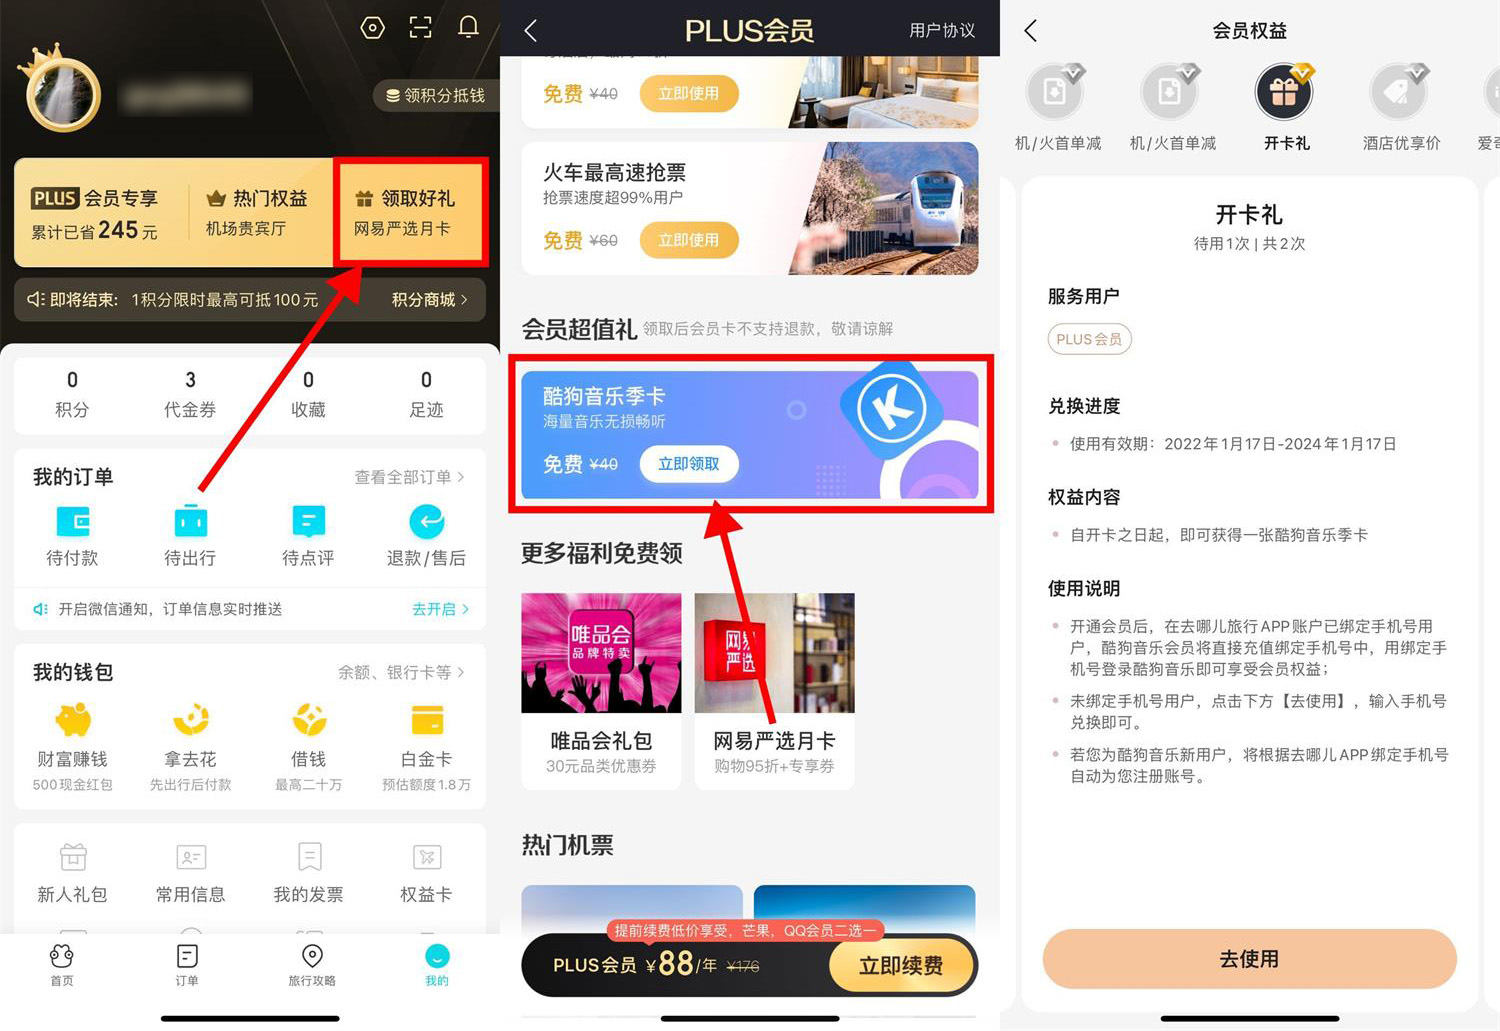 领积分抵钱
PLUS 会员专享
累计已省245元
热门权益
机场贵宾厅
领取好礼
网易严选月卡
即将结束: 1积分限时最高可抵100元
积分商城
0
积分
3
代金券
0
收藏
0
足迹
我的订单
查看全部订单
待付款
待出行
待点评
退款/售后
开启微信通知，订单信息实时推送
去开启
我的钱包
余额、银行卡等
财富赚钱
500现金红包
拿去花
先出行后付款
借钱
最高二十万
白金卡
预估额度1.8万
新人礼包
常用信息
我的发票
权益卡
首页
订单
旅行攻略
我的
PLUS会员
用户协议
免费 ¥40
立即使用
火车最高速抢票
抢票速度超99%用户
免费 ¥60
立即使用
会员超值礼 领取后会员卡不支持退款，敬请谅解
酷狗音乐季卡
海量音乐无损畅听
免费 ¥40
立即领取
K
更多福利免费领
唯品会
品牌特卖
唯品会礼包
30元品类优惠券
网易
严选
网易严选月卡
购物95折+专享券
热门机票
提前续费低价享受，芒果，QQ会员二选一
PLUS会员 ¥88/年 ¥176
立即续费
会员权益
机/火首单减
机/火首单减
开卡礼
酒店优享价
开卡礼
待用1次 | 共2次
服务用户
PLUS会员
兑换进度
使用有效期：2022年1月17日-2024年1月17日
权益内容
自开卡之日起，即可获得一张酷狗音乐季卡
使用说明
开通会员后，在去哪儿旅行APP账户已绑定手机号用
户，酷狗音乐会员将直接充值绑定手机号中，用绑定手
机号登录酷狗音乐即可享受会员权益；
未绑定手机号用户，点击下方【去使用】，输入手机号
兑换即可。
若您为酷狗音乐新用户，将根据去哪儿APP绑定手机号
自动为您注册账号。
去使用